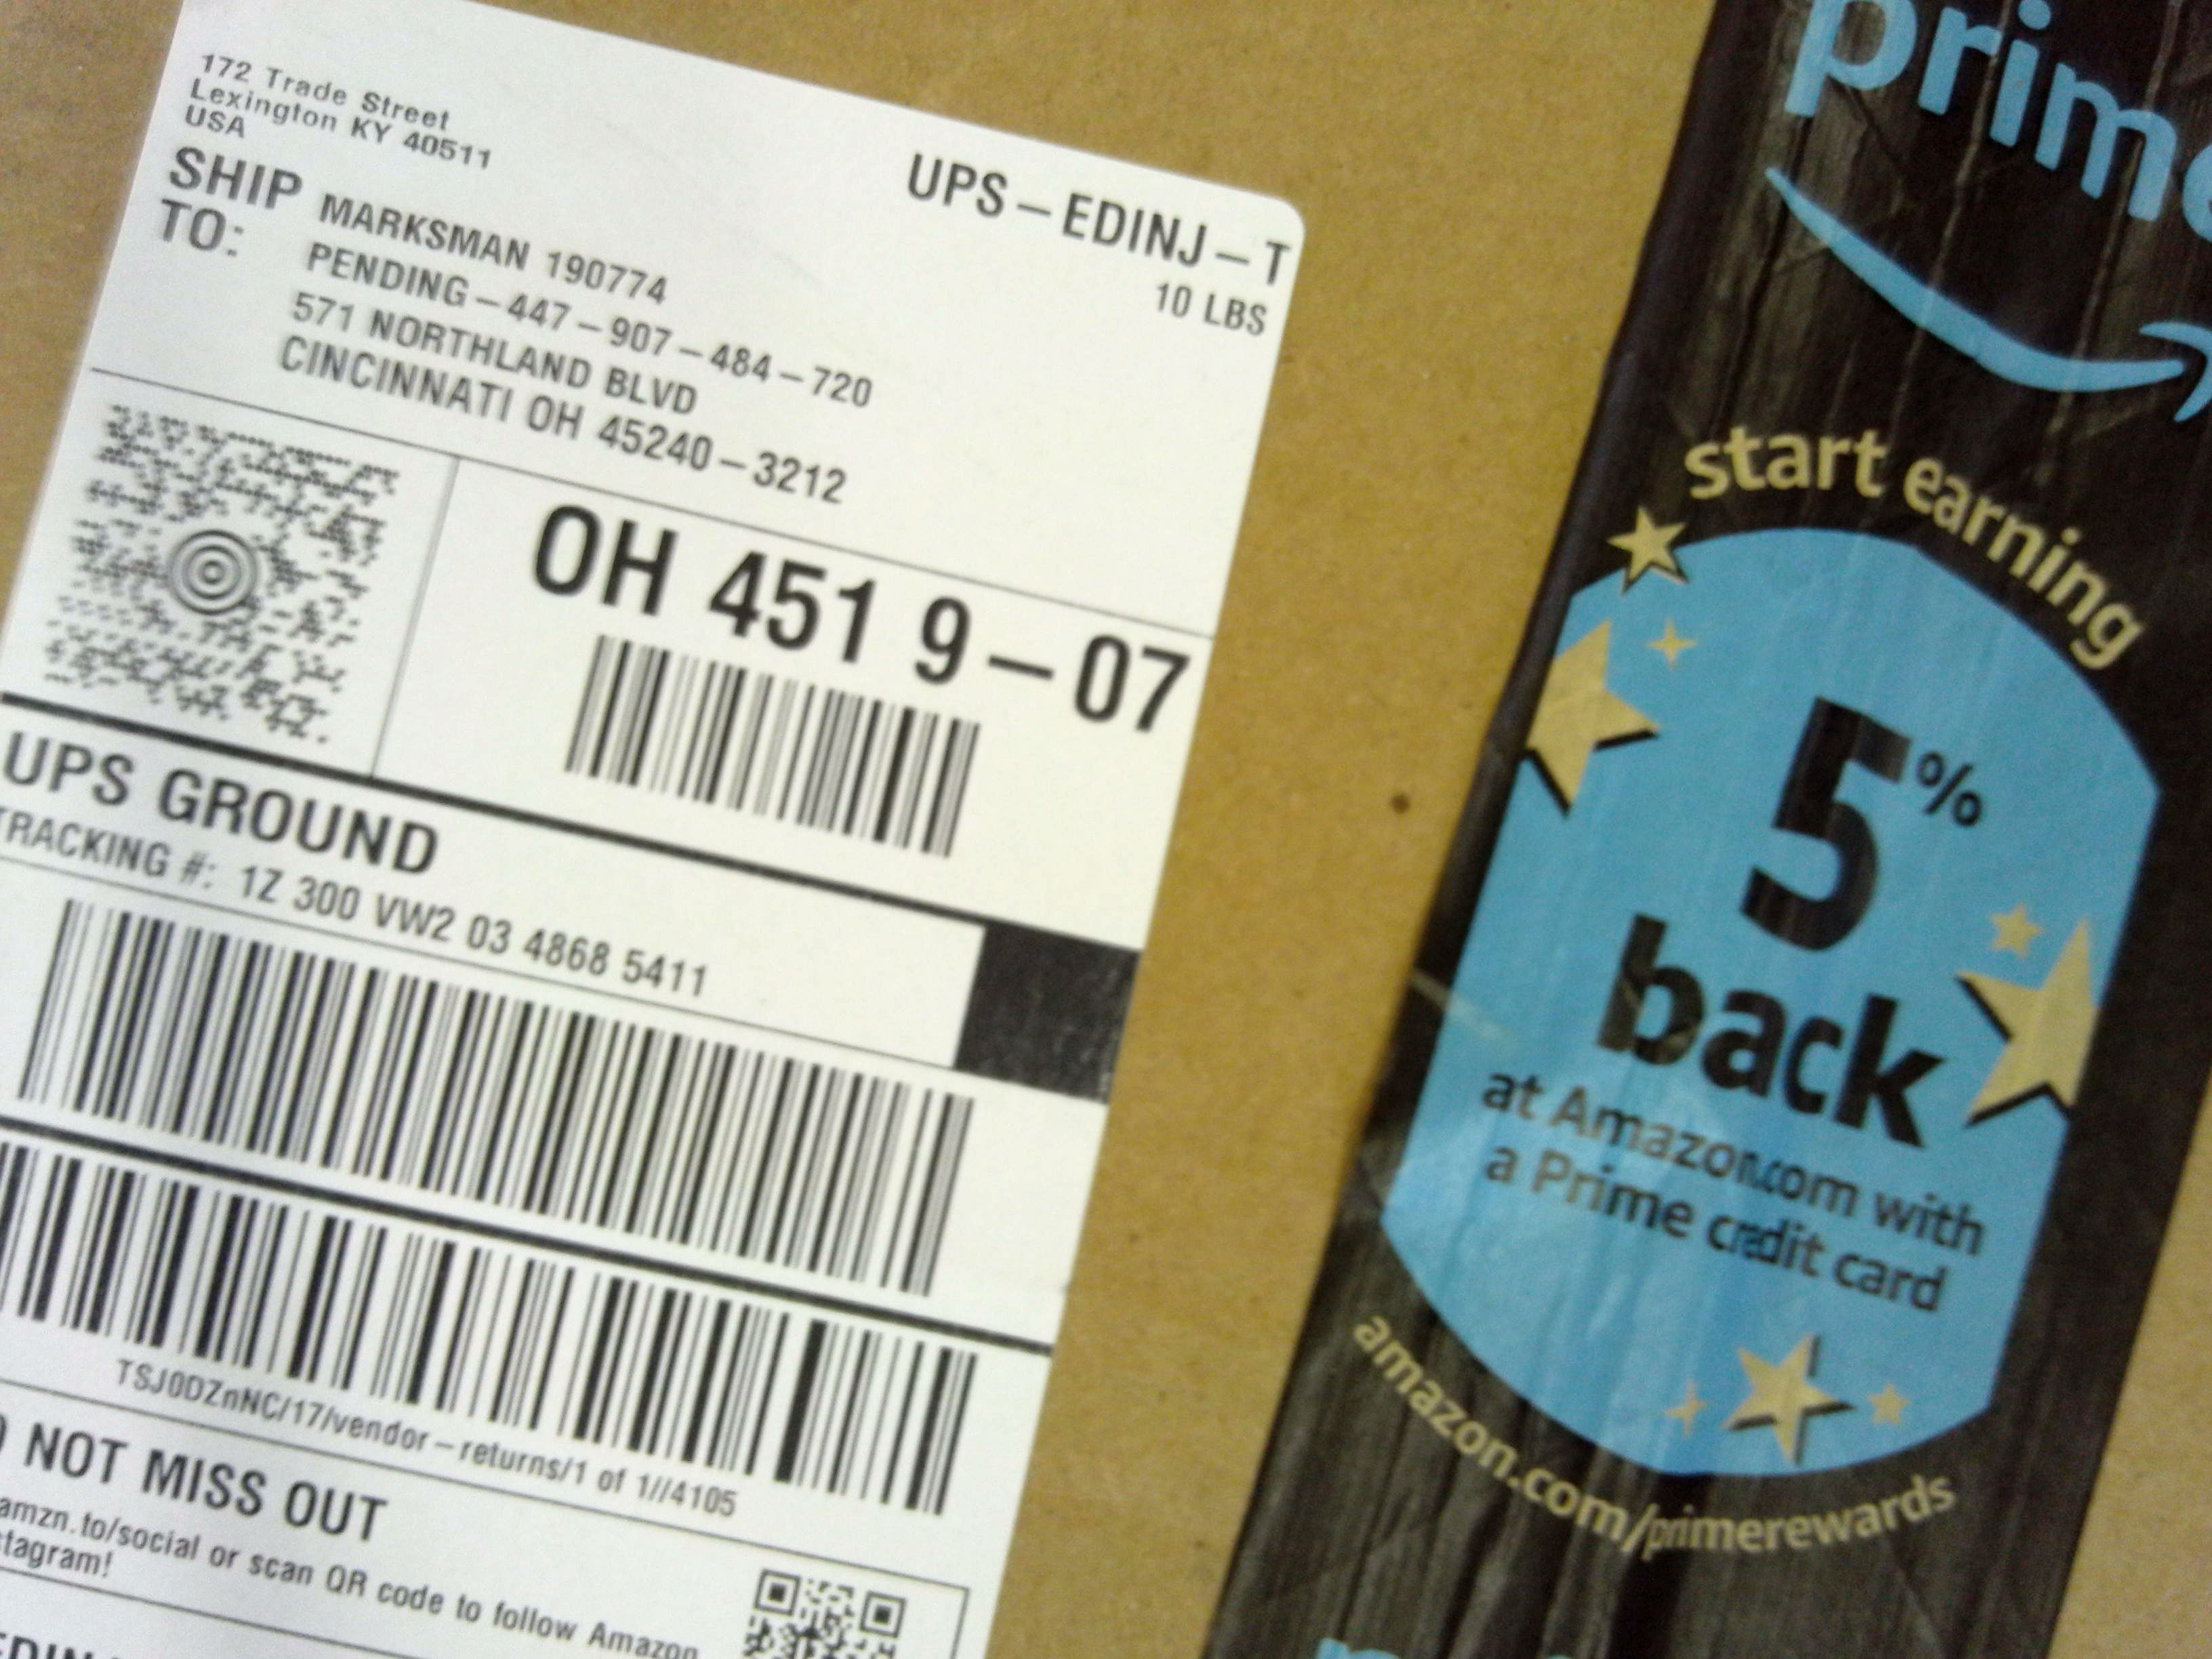 172 Trade Street
Lexington KY 40511
USA
SHIP
TO:
MARKSMAN 190774
PENDING-447-907-484-720
571 NORTHLAND BLVD
CINCINNATI OH 45240-3212
UPS-EDINJ-T
10 LBS
OH 451 9-07
UPS GROUND
TRACKING #: 1Z 300 VW2 03 4868 5411
TSJ0DZnNC/17/vendor-returns/1 of 1//4105
NOT MISS OUT
amzn.to/social or scan QR code to follow Amazon
stagram!
prime
start earning
5%
back
at Amazon.com with
a Prime credit card
amazon.com/primerewards